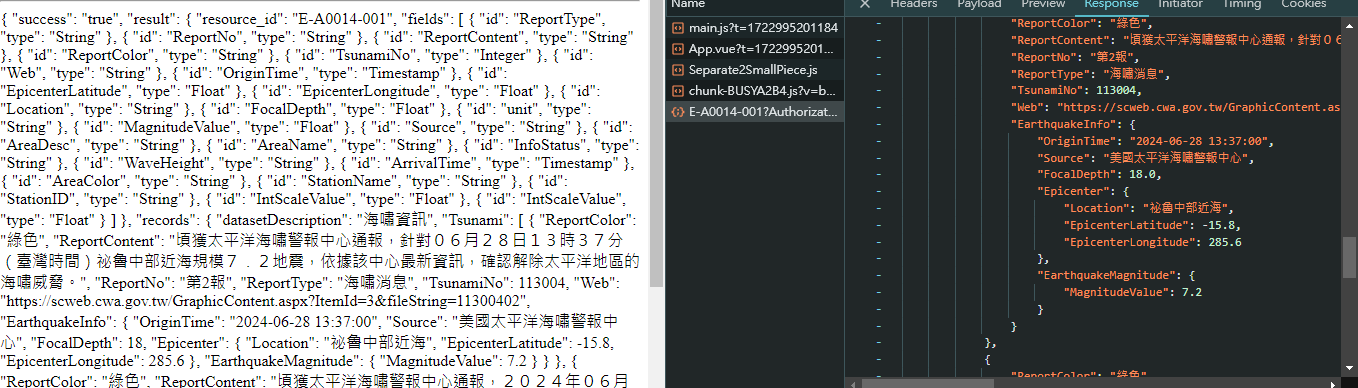 { "success": "true", "result": { "resource_id": "E-A0014-001", "fields": [ { "id": "ReportType",
"type": "String" }, { "id": "ReportNo", "type": "String" }, { "id": "ReportContent", "type": "String"
}, { "id": "ReportColor", "type": "String" }, { "id": "TsunamiNo", "type": "Integer" }, { "id":
"Web", "type": "String" }, { "id": "OriginTime", "type": "Timestamp" }, { "id":
"EpicenterLatitude", "type": "Float" }, { "id": "EpicenterLongitude", "type": "Float" }, { "id":
"Location", "type": "String" }, { "id": "FocalDepth", "type": "Float" }, { "id": "unit", "type":
"String" }, { "id": "MagnitudeValue", "type": "Float" }, { "id": "Source", "type": "String" }, { "id":
"AreaDesc", "type": "String" }, { "id": "AreaName", "type": "String" }, { "id": "InfoStatus", "type":
"String" }, { "id": "WaveHeight", "type": "String" }, { "id": "ArrivalTime", "type": "Timestamp" },
{ "id": "AreaColor", "type": "String" }, { "id": "StationName", "type": "String" }, { "id":
"StationID", "type": "String" }, { "id": "IntScaleValue", "type": "Float" }, { "id": "IntScaleValue",
"type": "Float" } ] }, "records": { "datasetDescription": "海嘯資訊", "Tsunami": [ { "ReportColor":
"綠色", "ReportContent": "頃獲太平洋海嘯警報中心通報，針對０６月２８日１３時３７分
（臺灣時間）祕魯中部近海規模７．２地震，依據該中心最新資訊，確認解除太平洋地區的
海嘯威脅。", "ReportNo": "第2報", "ReportType": "海嘯消息", "TsunamiNo": 113004, "Web":
"https://scweb.cwa.gov.tw/GraphicContent.aspx?ItemId=3&fileString=11300402",
"EarthquakeInfo": { "OriginTime": "2024-06-28 13:37:00", "Source": "美國太平洋海嘯警報中
心", "FocalDepth": 18, "Epicenter": { "Location": "祕魯中部近海", "EpicenterLatitude": -15.8,
"EpicenterLongitude": 285.6 }, "EarthquakeMagnitude": { "MagnitudeValue": 7.2 } } }, {
"ReportColor": "綠色", "ReportContent": "頃獲太平洋海嘯警報中心通報，２０２４年０６月
Name
main.js?t=1722995201184
App.vue?t=1722995201...
Separate2SmallPiece.js
chunk-BUSYA2B4.js?v=b...
E-A0014-001?Authorizat...
Headers Payload Preview Response Initiator Timing Cookies
"ReportColor": "綠色",
"ReportContent": "頃獲太平洋海嘯警報中心通報，針對０６
"ReportNo": "第2報",
"ReportType": "海嘯消息",
"TsunamiNo": 113004,
"Web": "https://scweb.cwa.gov.tw/GraphicContent.as
"EarthquakeInfo": {
"OriginTime": "2024-06-28 13:37:00",
"Source": "美國太平洋海嘯警報中心",
"FocalDepth": 18.0,
"Epicenter": {
"Location": "祕魯中部近海",
"EpicenterLatitude": -15.8,
"EpicenterLongitude": 285.6
},
"EarthquakeMagnitude": {
"MagnitudeValue": 7.2
}
}
},
{
"ReportColor": "綠色",